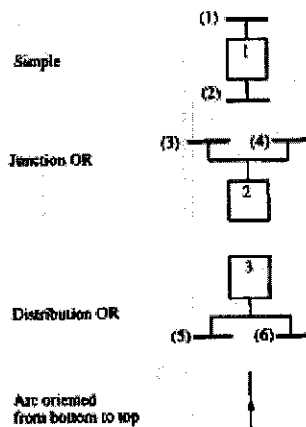 (1)
1
Sample
(2)
(3) (4)
Junction OR
2
3
Distribution OR
(5) (6)
Arc oriented
from bottom to top